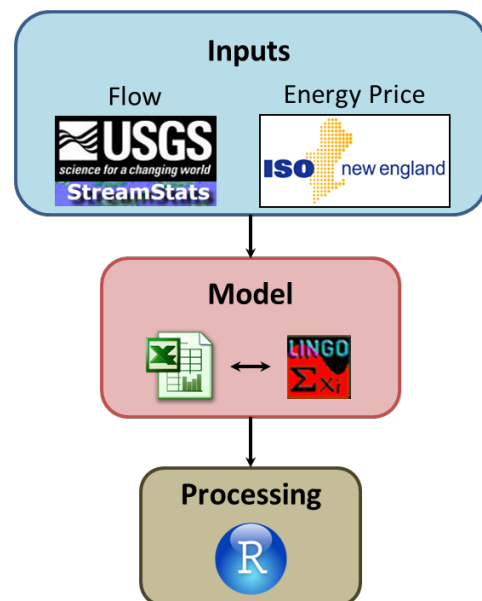 Inputs
Flow
Energy Price
USGS
science for a changing world
StreamStats
ISO new england
Model
X
LINGO
Σxi
Processing
R